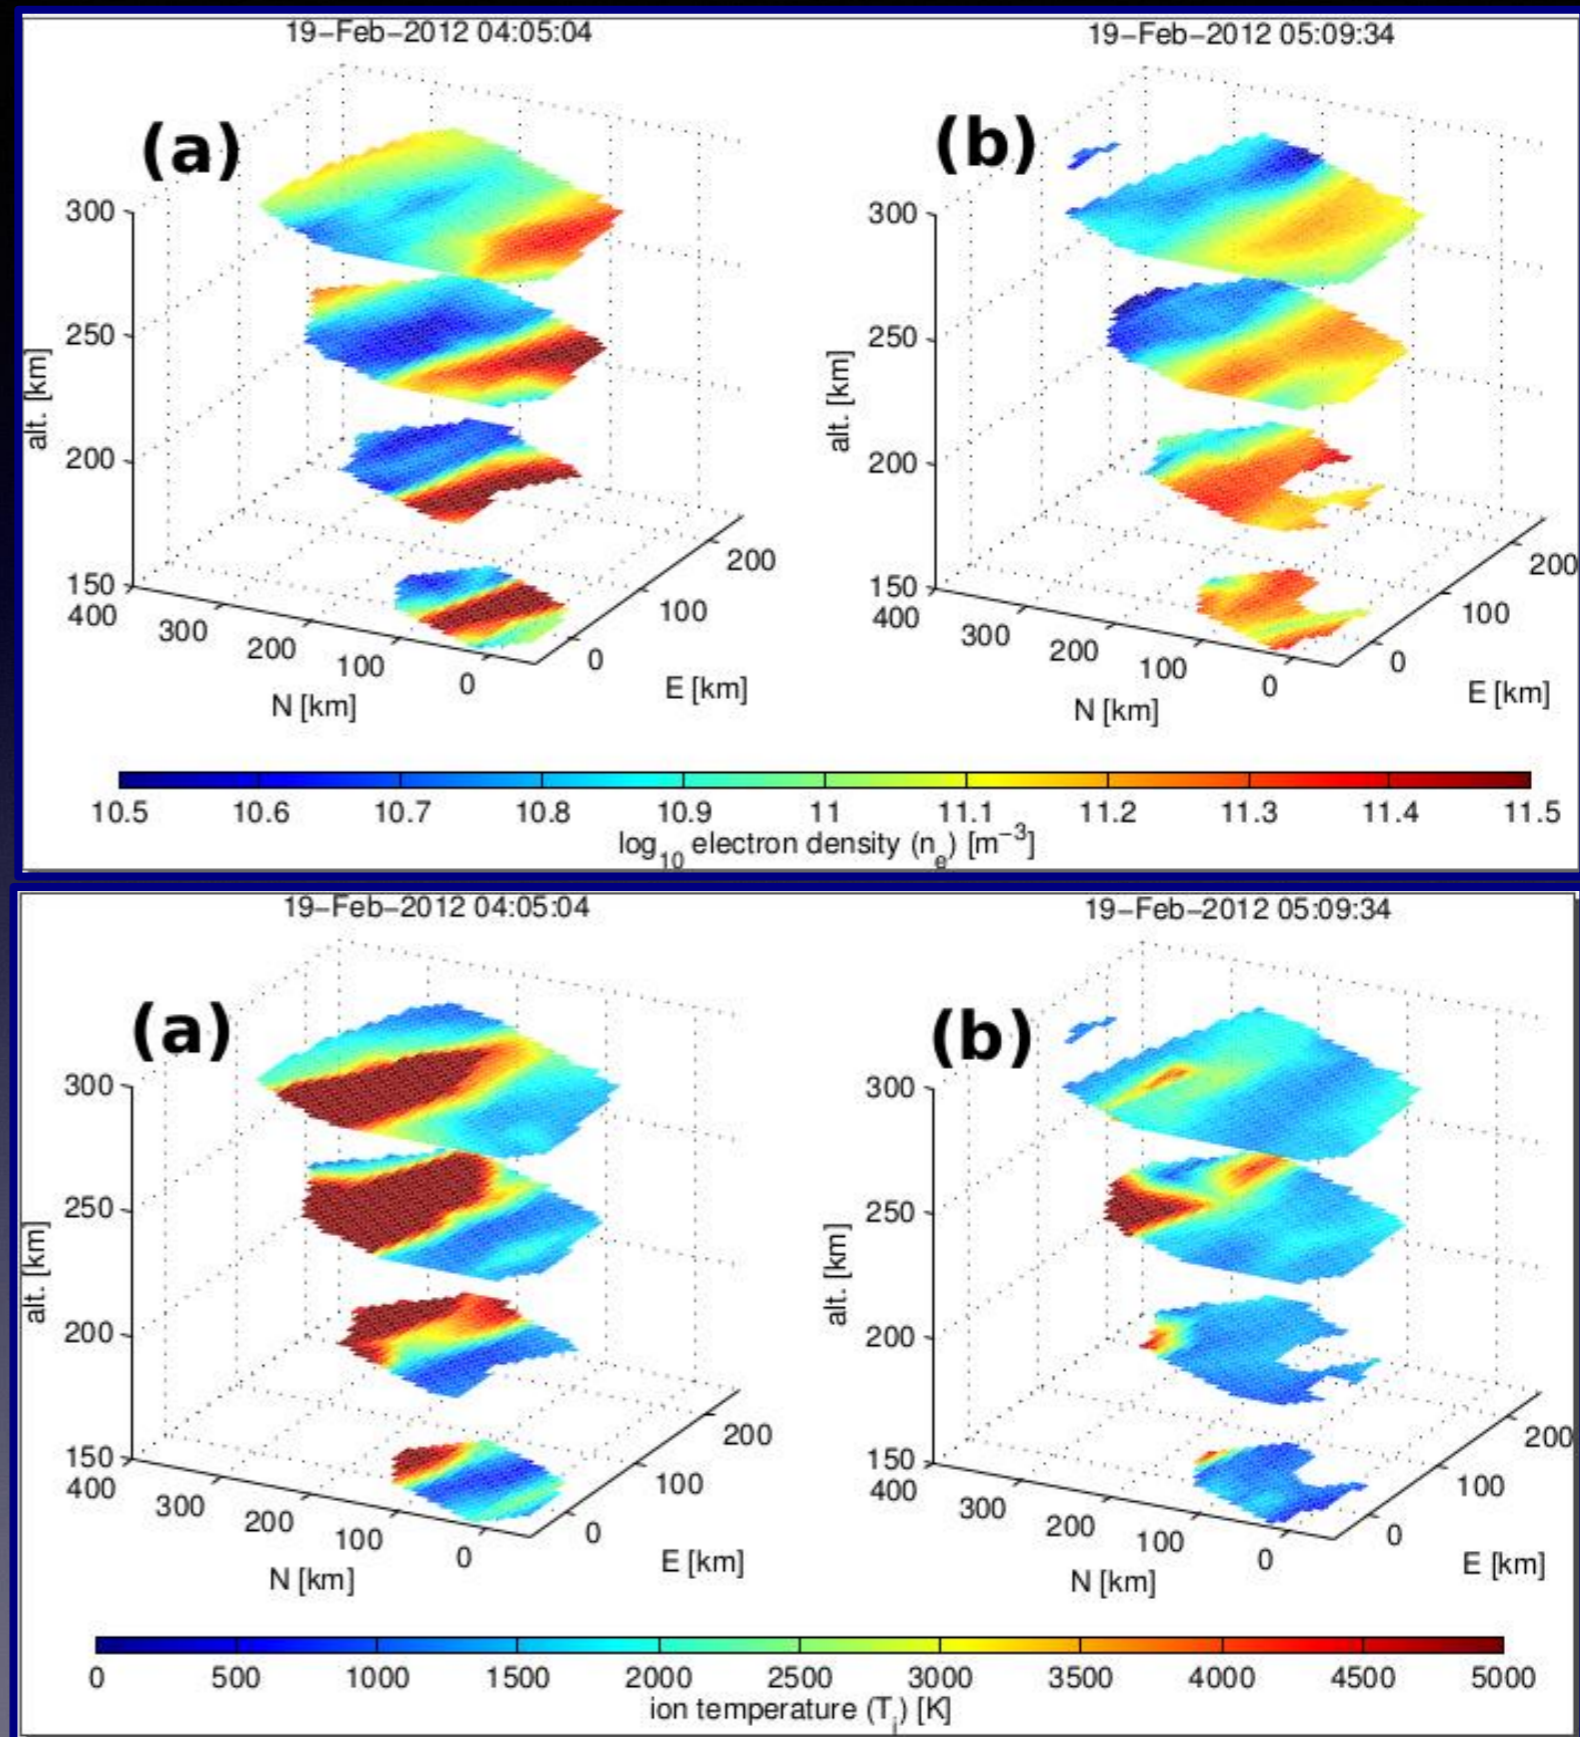 19-Feb-2012 04:05:04
19-Feb-2012 05:09:34
(a)
(b)
300
250
200
150
alt. [km]
400
300
200
100
0
N [km]
0
100
200
E [km]
300
250
200
150
alt. [km]
400
300
200
100
0
N [km]
0
100
200
E [km]
10.5 10.6 10.7 10.8 10.9 11 11.1 11.2 11.3 11.4 11.5
log10 electron density (ne) [m−3]
19-Feb-2012 04:05:04
19-Feb-2012 05:09:34
(a)
(b)
300
250
200
150
alt. [km]
400
300
200
100
0
N [km]
0
100
200
E [km]
300
250
200
150
alt. [km]
400
300
200
100
0
N [km]
0
100
200
E [km]
0 500 1000 1500 2000 2500 3000 3500 4000 4500 5000
ion temperature (Ti) [K]